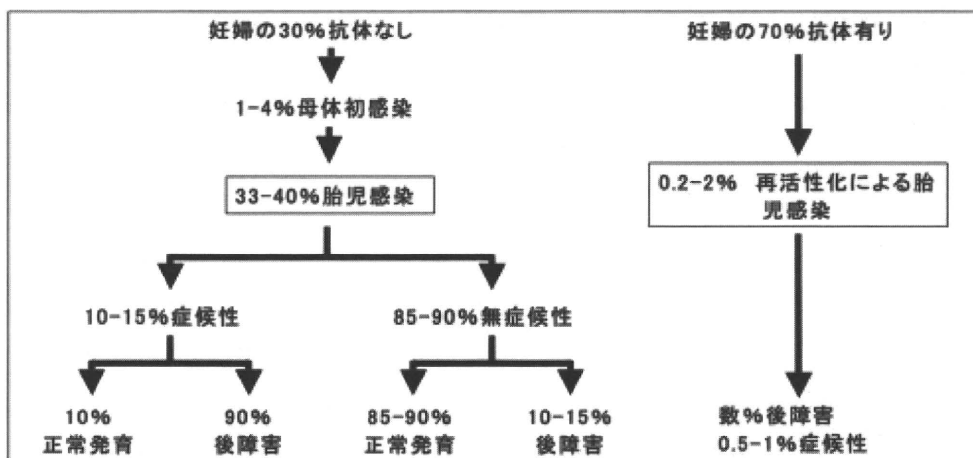 妊婦の30%抗体なし
妊婦の70%抗体有り
1-4%母体初感染
33-40%胎児感染
0.2-2% 再活性化による胎
児感染
10-15%症候性
85-90%無症候性
10%
正常発育
90%
後障害
85-90%
正常発育
10-15%
後障害
数%後障害
0.5-1%症候性